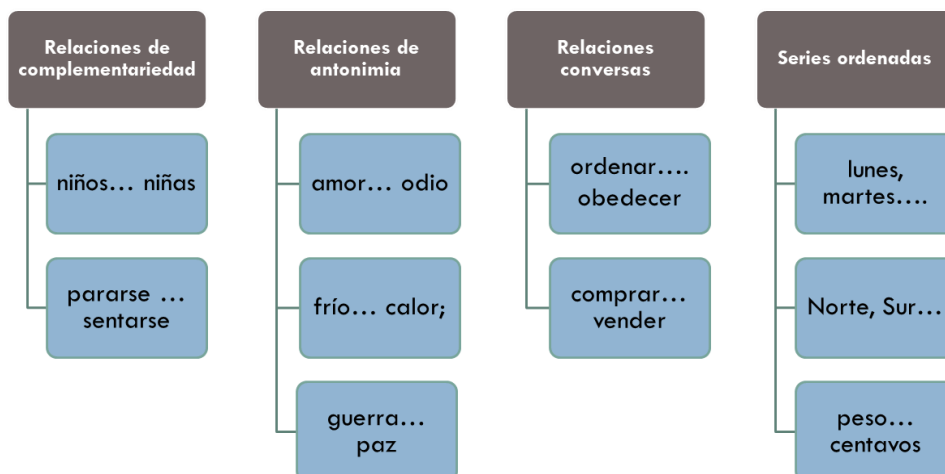 Relaciones de
complementariedad
niños... niñas
pararse ...
sentarse
Relaciones de
antonimia
amor... odio
frío... calor;
guerra...
paz
Relaciones
conversas
ordenar....
obedecer
comprar...
vender
Series ordenadas
lunes,
martes....
Norte, Sur...
peso...
centavos